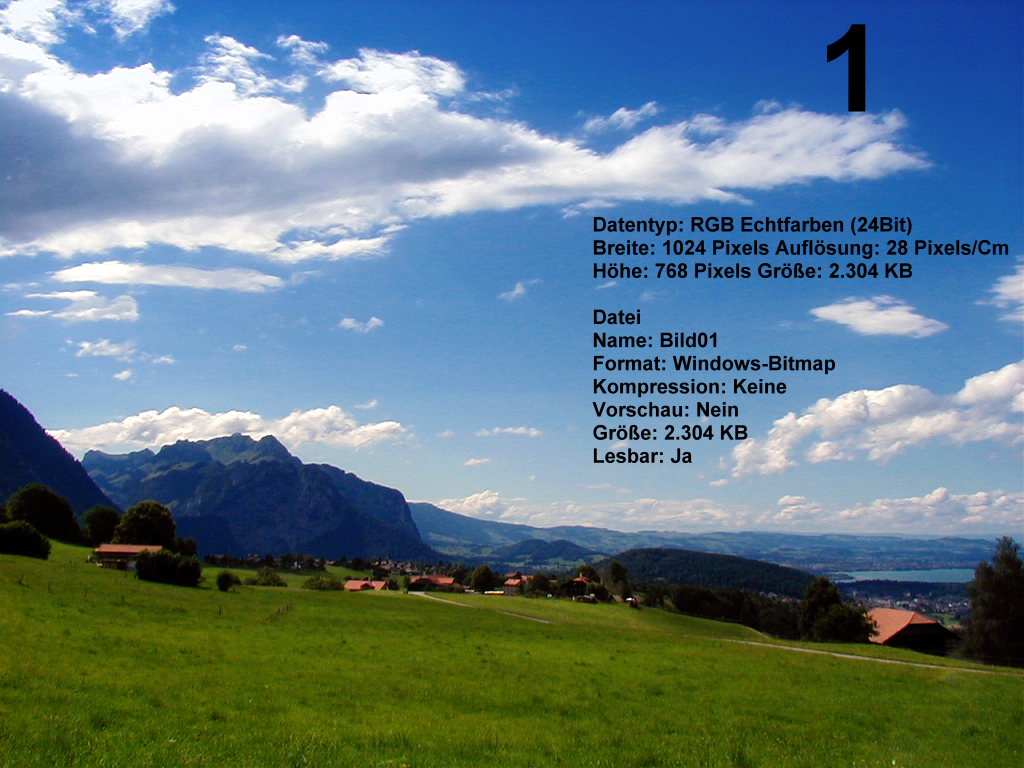 1
Datentyp: RGB Echtfarben (24Bit)
Breite: 1024 Pixels Auflösung: 28 Pixels/Cm
Höhe: 768 Pixels Größe: 2.304 KB
Datei
Name: Bild01
Format: Windows-Bitmap
Kompression: Keine
Vorschau: Nein
Größe: 2.304 KB
Lesbar: Ja